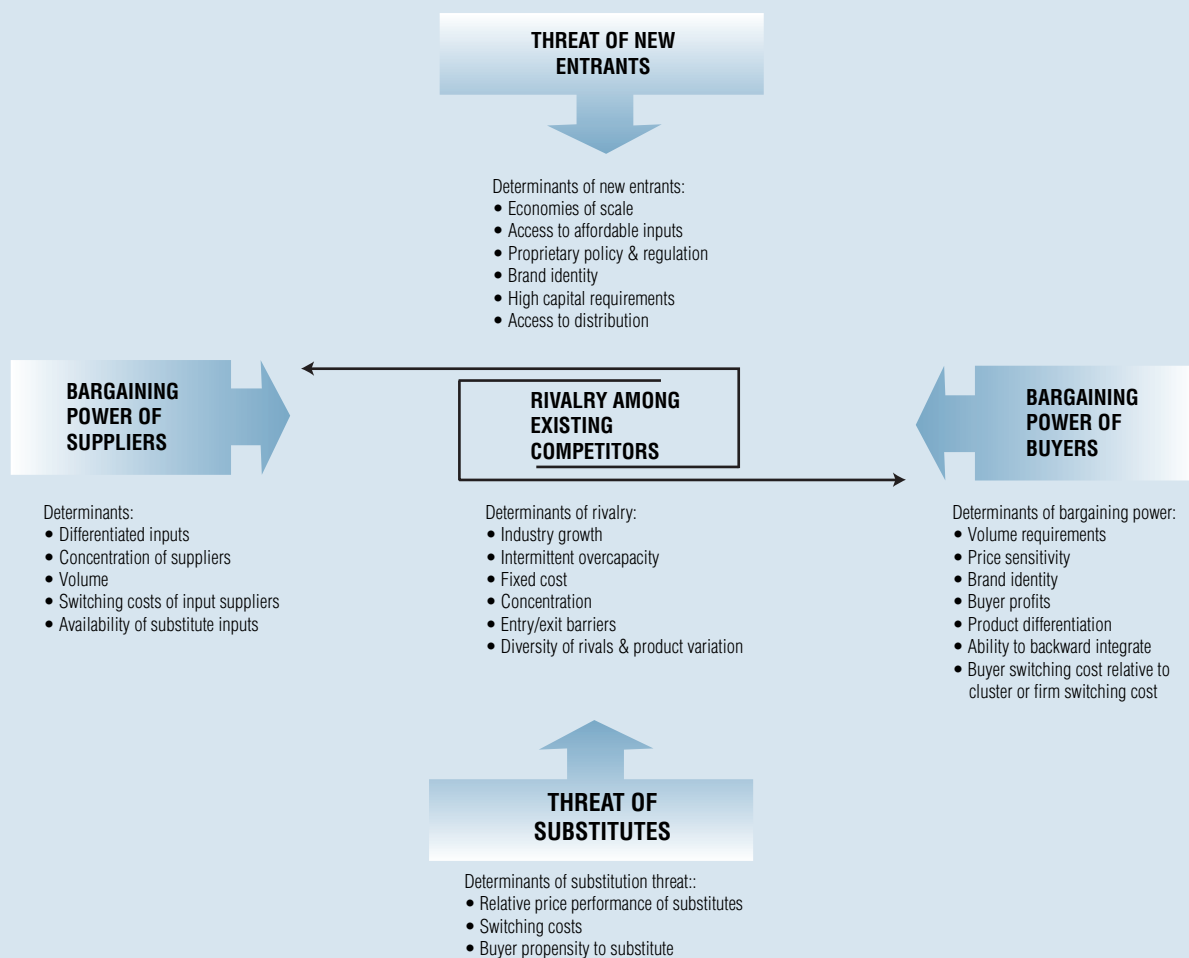 THREAT OF NEW
ENTRANTS
Determinants of new entrants:
• Economies of scale
• Access to affordable inputs
• Proprietary policy & regulation
• Brand identity
• High capital requirements
• Access to distribution
BARGAINING
POWER OF
SUPPLIERS
Determinants:
• Differentiated inputs
• Concentration of suppliers
• Volume
• Switching costs of input suppliers
• Availability of substitute inputs
RIVALRY AMONG
EXISTING
COMPETITORS
Determinants of rivalry:
• Industry growth
• Intermittent overcapacity
• Fixed cost
• Concentration
• Entry/exit barriers
• Diversity of rivals & product variation
BARGAINING
POWER OF
BUYERS
Determinants of bargaining power:
• Volume requirements
• Price sensitivity
• Brand identity
• Buyer profits
• Product differentiation
• Ability to backward integrate
• Buyer switching cost relative to
cluster or firm switching cost
THREAT OF
SUBSTITUTES
Determinants of substitution threat::
• Relative price performance of substitutes
• Switching costs
• Buyer propensity to substitute